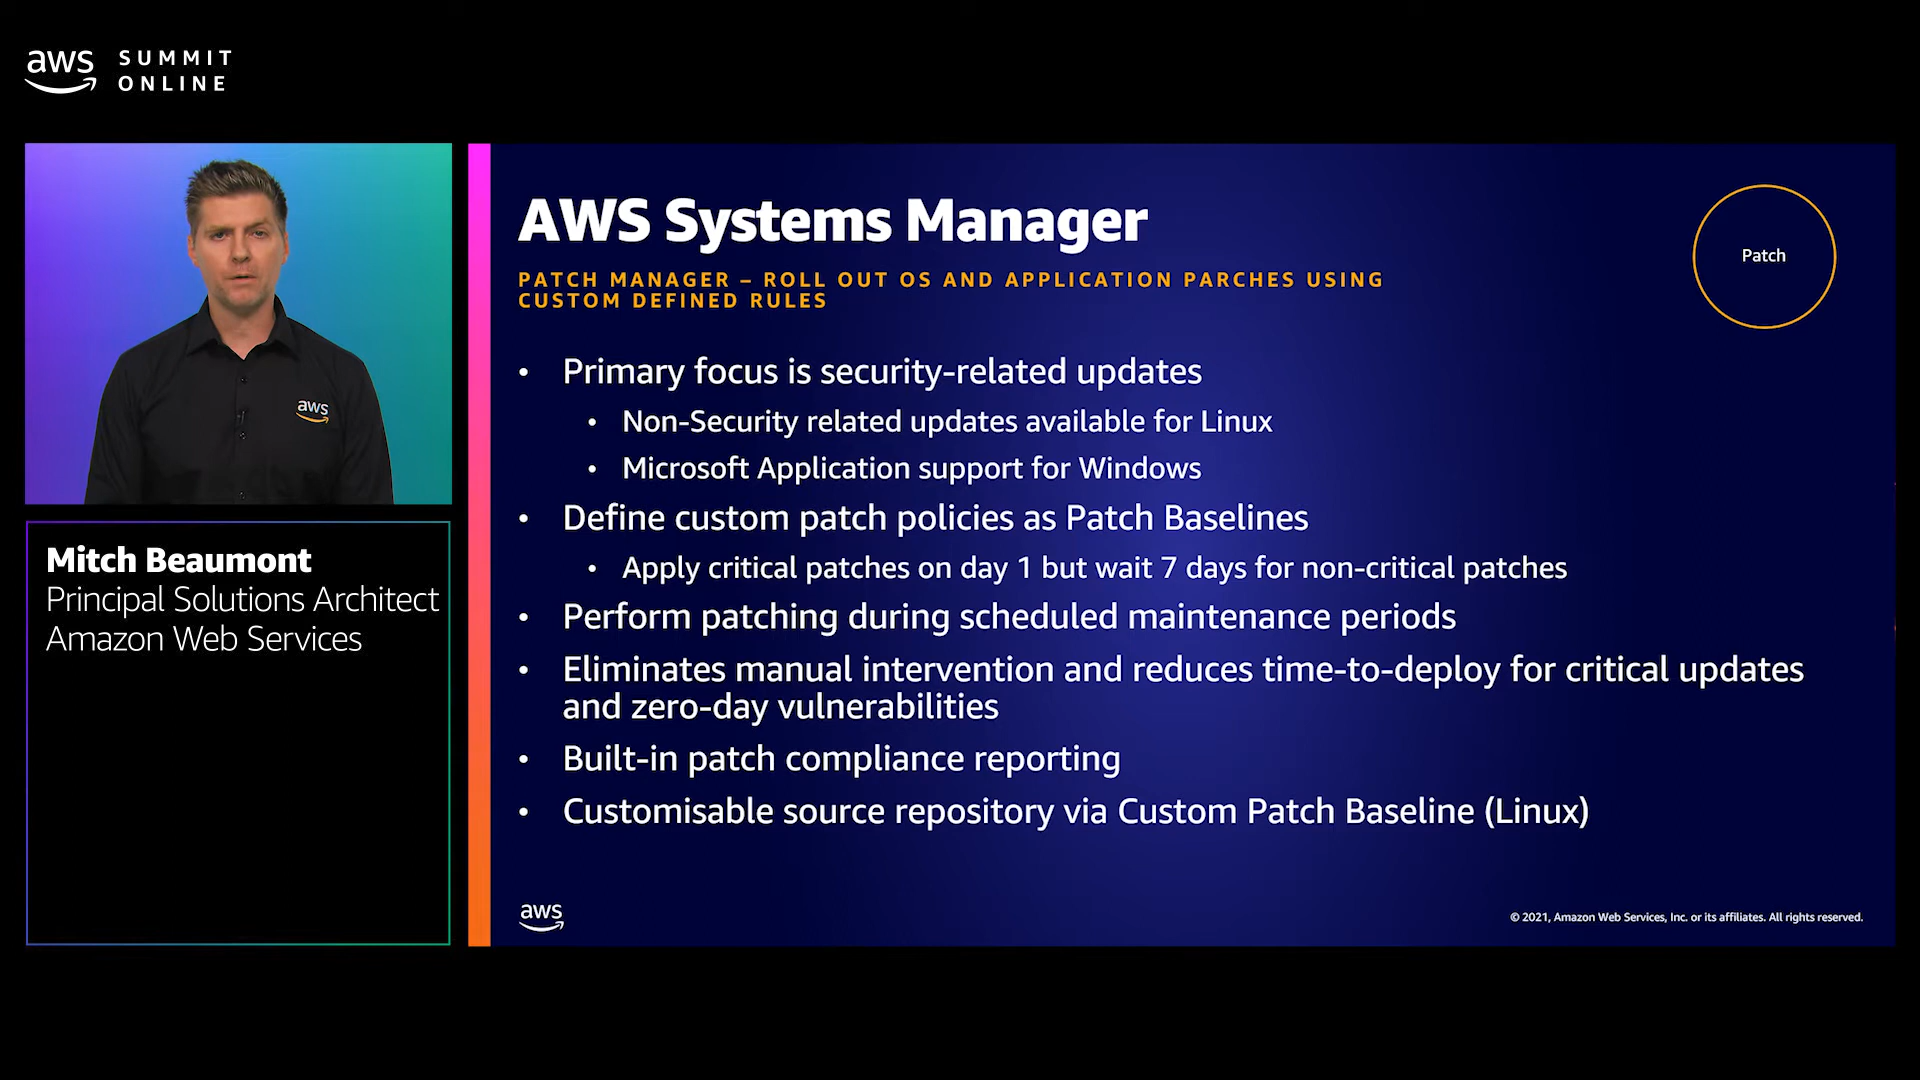 aws SUMMIT
ONLINE
aws
Mitch Beaumont
Principal Solutions Architect
Amazon Web Services
AWS Systems Manager
PATCH MANAGER – ROLL OUT OS AND APPLICATION PARCHES USING
CUSTOM DEFINED RULES
Patch
• Primary focus is security-related updates
• Non-Security related updates available for Linux
• Microsoft Application support for Windows
• Define custom patch policies as Patch Baselines
• Apply critical patches on day 1 but wait 7 days for non-critical patches
• Perform patching during scheduled maintenance periods
• Eliminates manual intervention and reduces time-to-deploy for critical updates
and zero-day vulnerabilities
• Built-in patch compliance reporting
• Customisable source repository via Custom Patch Baseline (Linux)
aws
© 2021, Amazon Web Services, Inc. or its affiliates. All rights reserved.